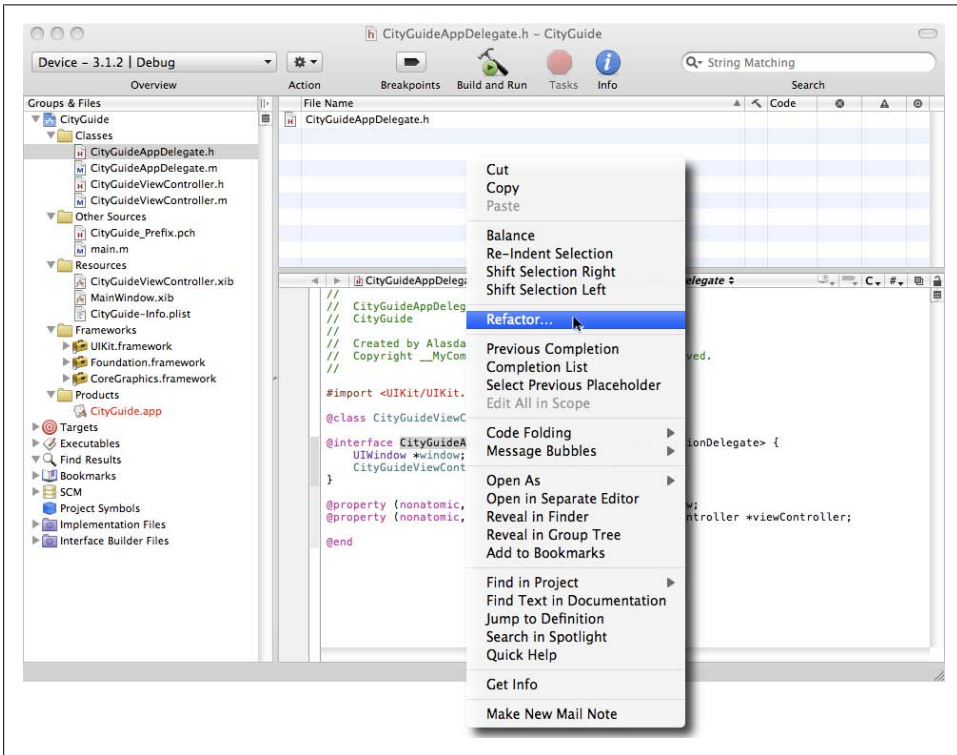 CityGuideAppDelegate.h – CityGuide
Device – 3.1.2 | Debug
String Matching
Overview
Action
Breakpoints
Build and Run
Tasks
Info
Search
Groups & Files
File Name
Code
CityGuide
CityGuideAppDelegate.h
Classes
CityGuideAppDelegate.h
CityGuideAppDelegate.m
CityGuideViewController.h
CityGuideViewController.m
Other Sources
CityGuide_Prefix.pch
main.m
Resources
CityGuideViewController.xib
MainWindow.xib
CityGuide-Info.plist
Frameworks
UIKit.framework
Foundation.framework
CoreGraphics.framework
Products
CityGuide.app
Targets
Executables
Find Results
Bookmarks
SCM
Project Symbols
Implementation Files
Interface Builder Files
CityGuideAppDelega
elegate
C
#
//
// CityGuideAppDeleg
// CityGuide
//
// Created by Alasda
// Copyright __MyCom ved.
//
#import <UIKit/UIKit.
@class CityGuideViewC
@interface CityGuideA ionDelegate> {
UIWindow *window;
CityGuideViewCont
}
@property (nonatomic, w;
@property (nonatomic, ntroller *viewController;
@end
Cut
Copy
Paste
Balance
Re-Indent Selection
Shift Selection Right
Shift Selection Left
Refactor...
Previous Completion
Completion List
Select Previous Placeholder
Edit All in Scope
Code Folding
Message Bubbles
Open As
Open in Separate Editor
Reveal in Finder
Reveal in Group Tree
Add to Bookmarks
Find in Project
Find Text in Documentation
Jump to Definition
Search in Spotlight
Quick Help
Get Info
Make New Mail Note